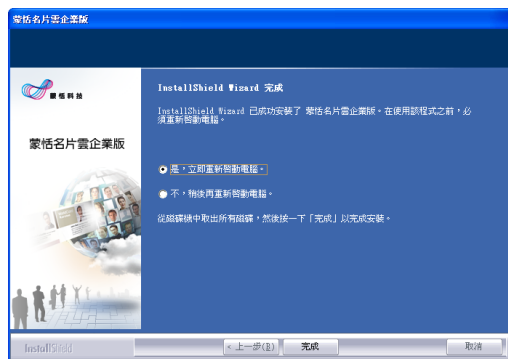 蒙恬名片雲企業版
蒙恬科技
蒙恬名片雲企業版
InstallShield Wizard 完成
InstallShield Wizard 已成功安裝了 蒙恬名片雲企業版。在使用該程式之前，必
須重新啟動電腦。
是，立即重新啟動電腦。
不，稍後再重新啟動電腦。
從磁碟機中取出所有磁碟，然後按一下「完成」以完成安裝。
InstallShield
< 上一步(B)
完成
取消